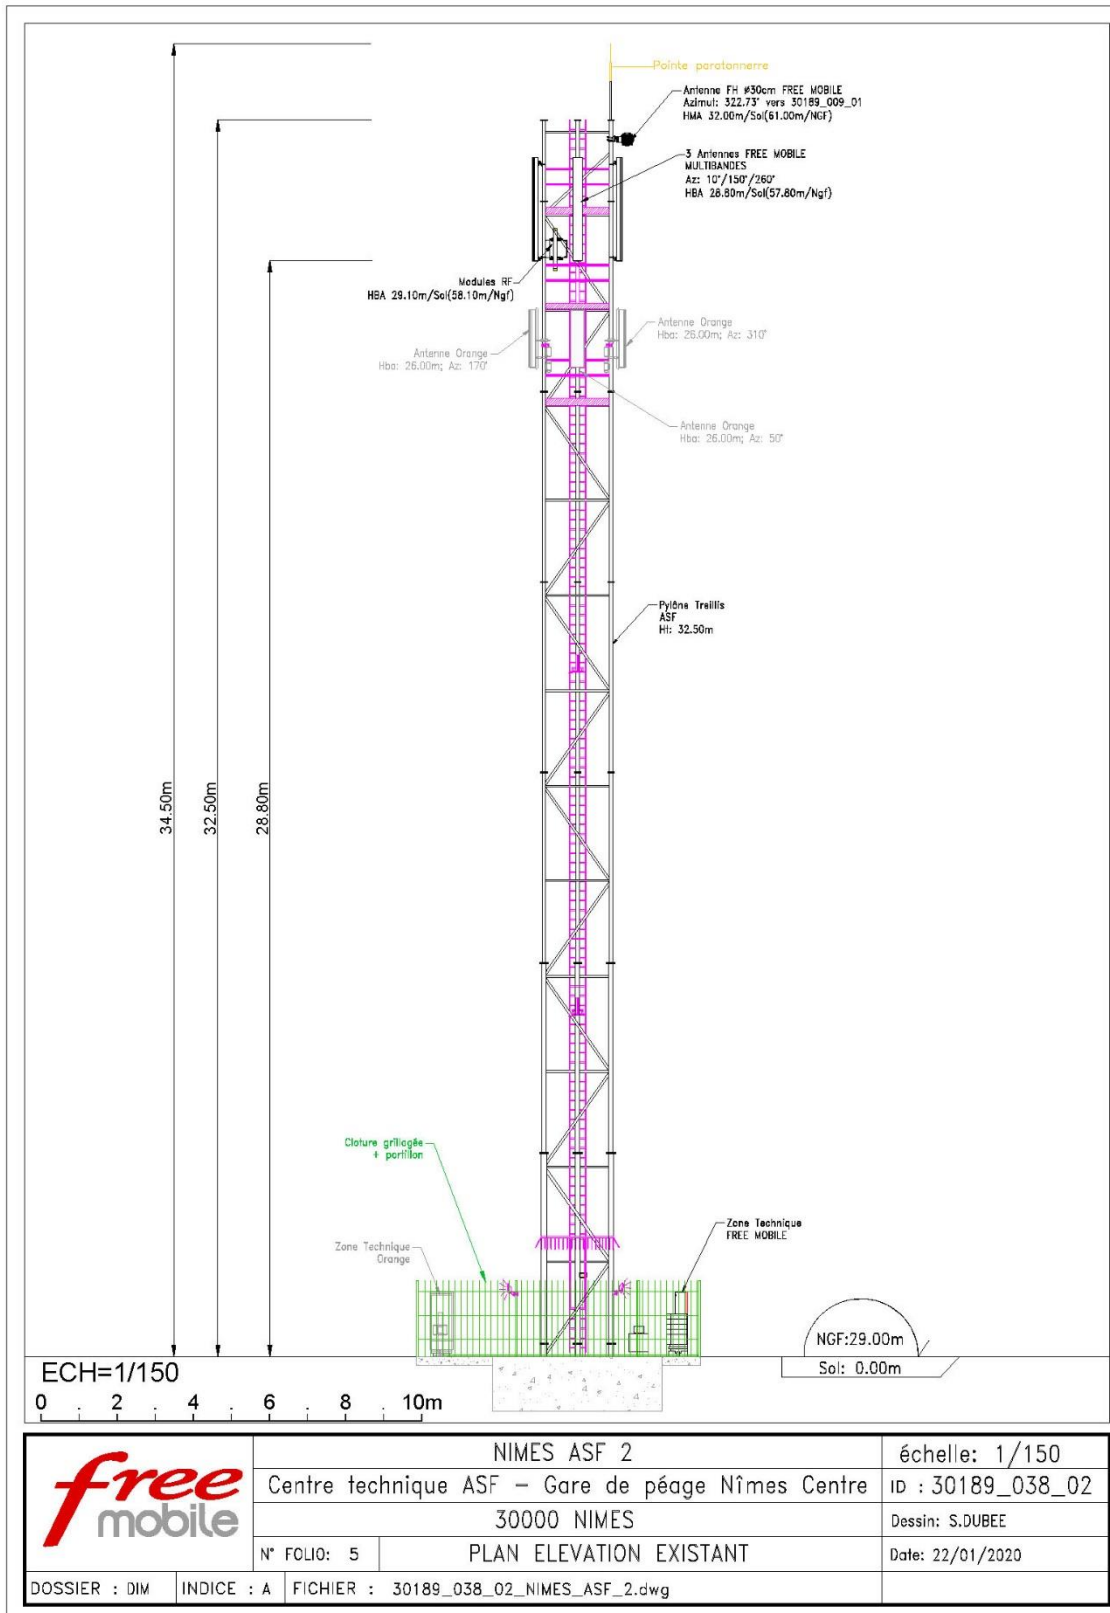 Pointe paratonnerre
Antenne FH ø30cm FREE MOBILE
Azimut: 322.73° vers 30189_009_01
HMA 32.00m/Sol(61.00m/NGF)
3 Antennes FREE MOBILE
MULTIBANDES
Az: 10°/150°/260°
HBA 28.80m/Sol(57.80m/Ngf)
Modules RF
HBA 29.10m/Sol(58.10m/Ngf)
Antenne Orange
Hba: 26.00m; Az: 310°
Antenne Orange
Hba: 26.00m; Az: 170°
Antenne Orange
Hba: 26.00m; Az: 50°
Pylône Treillis
ASF
Ht: 32.50m
34.50m
32.50m
28.80m
Cloture grillagée
+ portillon
Zone Technique
FREE MOBILE
Zone Technique
Orange
NGF:29.00m
Sol: 0.00m
ECH=1/150
0 . 2 . 4 . 6 . 8 . 10m
free
mobile
NIMES ASF 2
échelle: 1/150
Centre technique ASF – Gare de péage Nîmes Centre
ID : 30189_038_02
30000 NIMES
Dessin: S.DUBEE
N° FOLIO: 5
PLAN ELEVATION EXISTANT
Date: 22/01/2020
DOSSIER : DIM
INDICE : A
FICHIER : 30189_038_02_NIMES_ASF_2.dwg